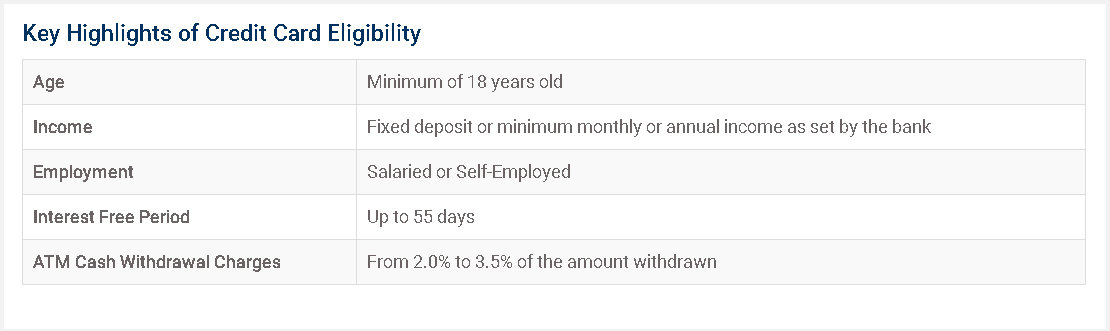 Key Highlights of Credit Card Eligibility
Age Minimum of 18 years old
Income Fixed deposit or minimum monthly or annual income as set by the bank
Employment Salaried or Self-Employed
Interest Free Period Up to 55 days
ATM Cash Withdrawal Charges From 2.0% to 3.5% of the amount withdrawn